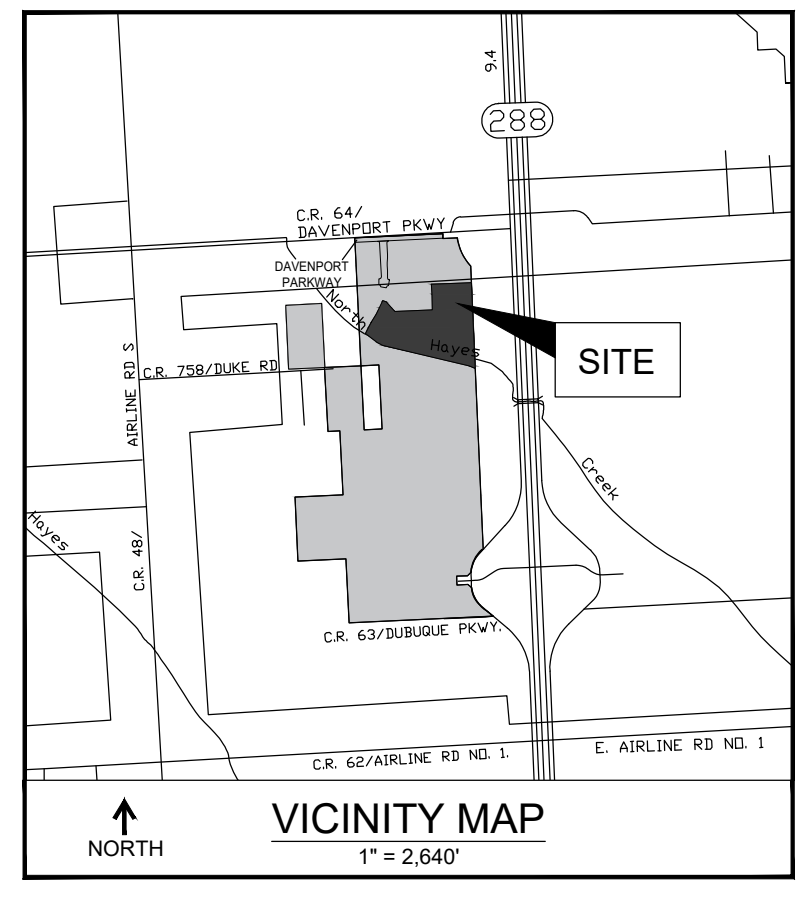 9.4
288
C.R. 64/
DAVENPORT PKWY
DAVENPORT
PARKWAY
North
Hayes
SITE
C.R. 758/DUKE RD
AIRLINE RD S
Creek
Hayes
C.R. 48/
C.R. 63/DUBUQUE PKWY.
E. AIRLINE RD NO. 1
C.R. 62/AIRLINE RD NO. 1.
NORTH
VICINITY MAP
1" = 2,640'